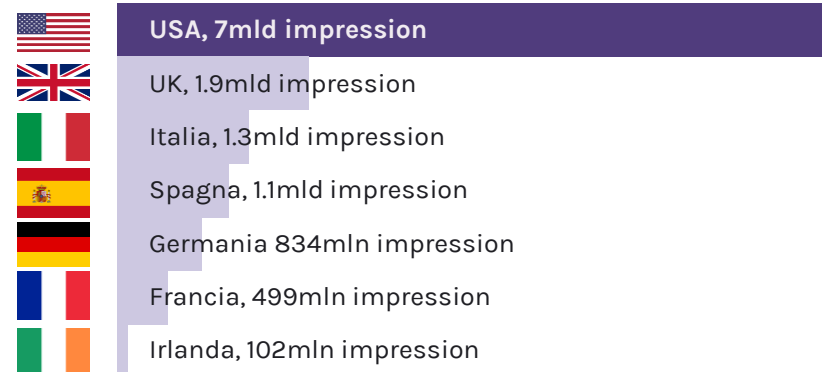 USA, 7mld impression
UK, 1.9mld impression
Italia, 1.3mld impression
Spagna, 1.1mld impression
Germania 834mln impression
Francia, 499mln impression
Irlanda, 102mln impression